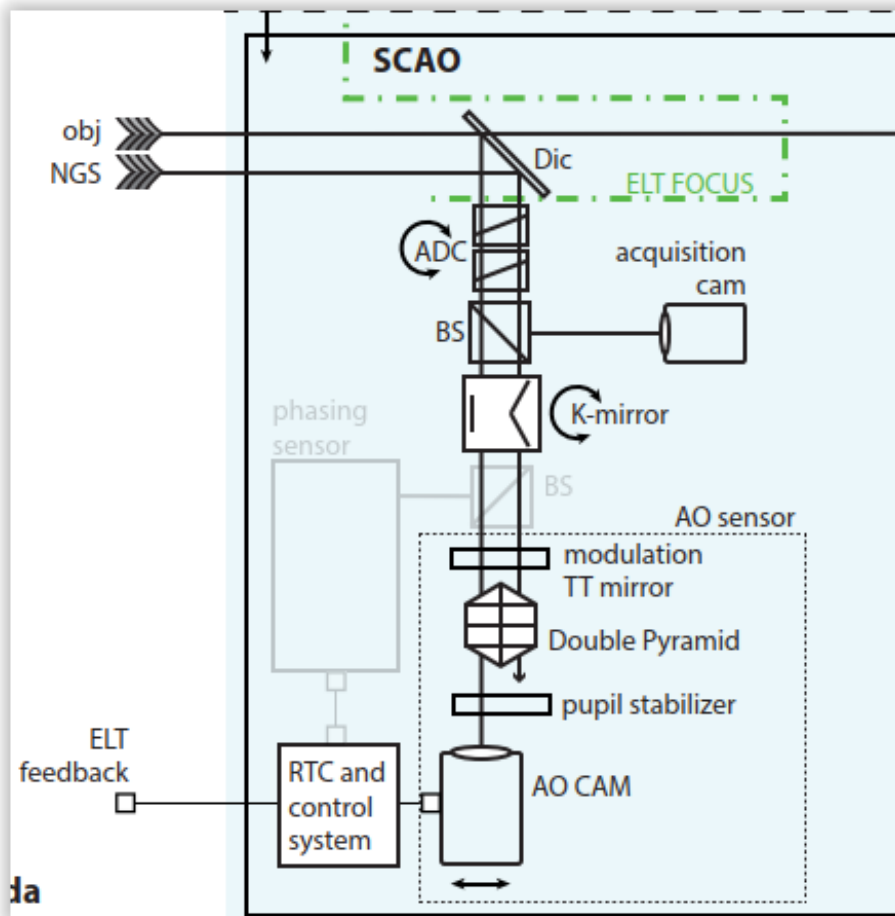 SCAO
obj
NGS
Dic
ELT FOCUS
ADC
acquisition
cam
BS
K-mirror
phasing
sensor
BS
AO sensor
modulation
TT mirror
Double Pyramid
pupil stabilizer
ELT
feedback
RTC and
control
system
AO CAM
da